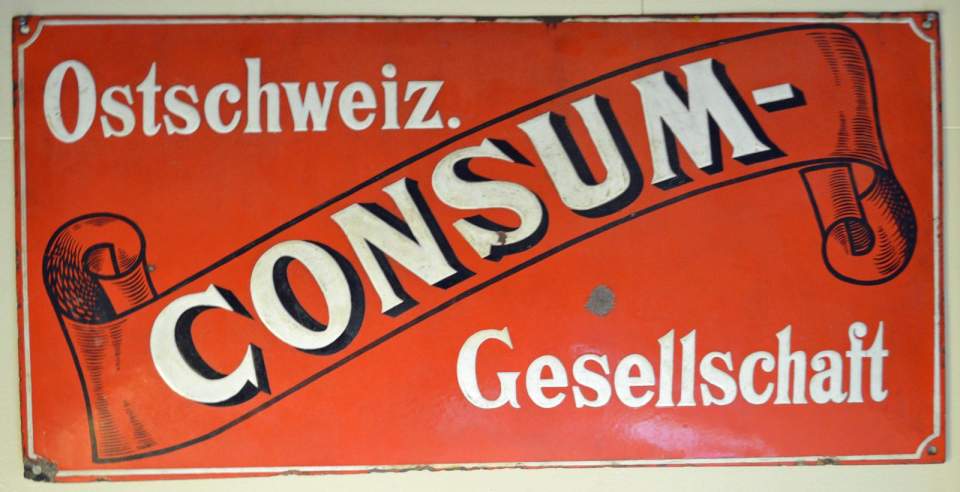 Ostschweiz.
CONSUM-
Gesellschaft